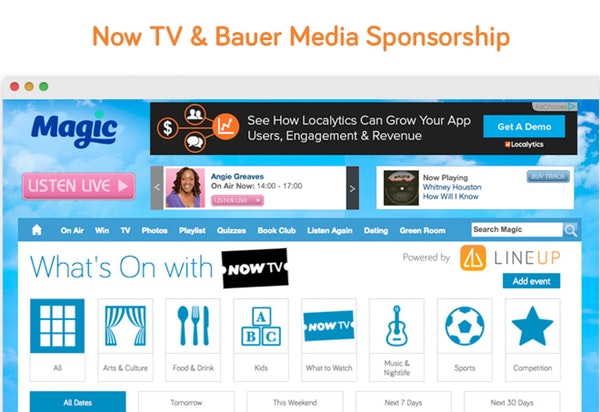 Now TV & Bauer Media Sponsorship
Magic
See How Localytics Can Grow Your App
Users, Engagement & Revenue
AdChoices
Get A Demo
Localytics
LISTEN LIVE
Angie Greaves
On Air Now: 14:00 - 17:00
LISTEN LIVE
Now Playing
Whitney Houston
How Will I Know
BUY TRACK
On Air Win TV Photos Playlist Quizzes Book Club Listen Again Dating Green Room
Search Magic
What's On with NOW TV
Powered by LINEUP
Add event
All
Arts & Culture
Food & Drink
A
B C
Kids
NOW TV
What to Watch
Music &
Nightlife
Sports
Competition
All Dates
Tomorrow
This Weekend
Next 7 Days
Next 30 Days